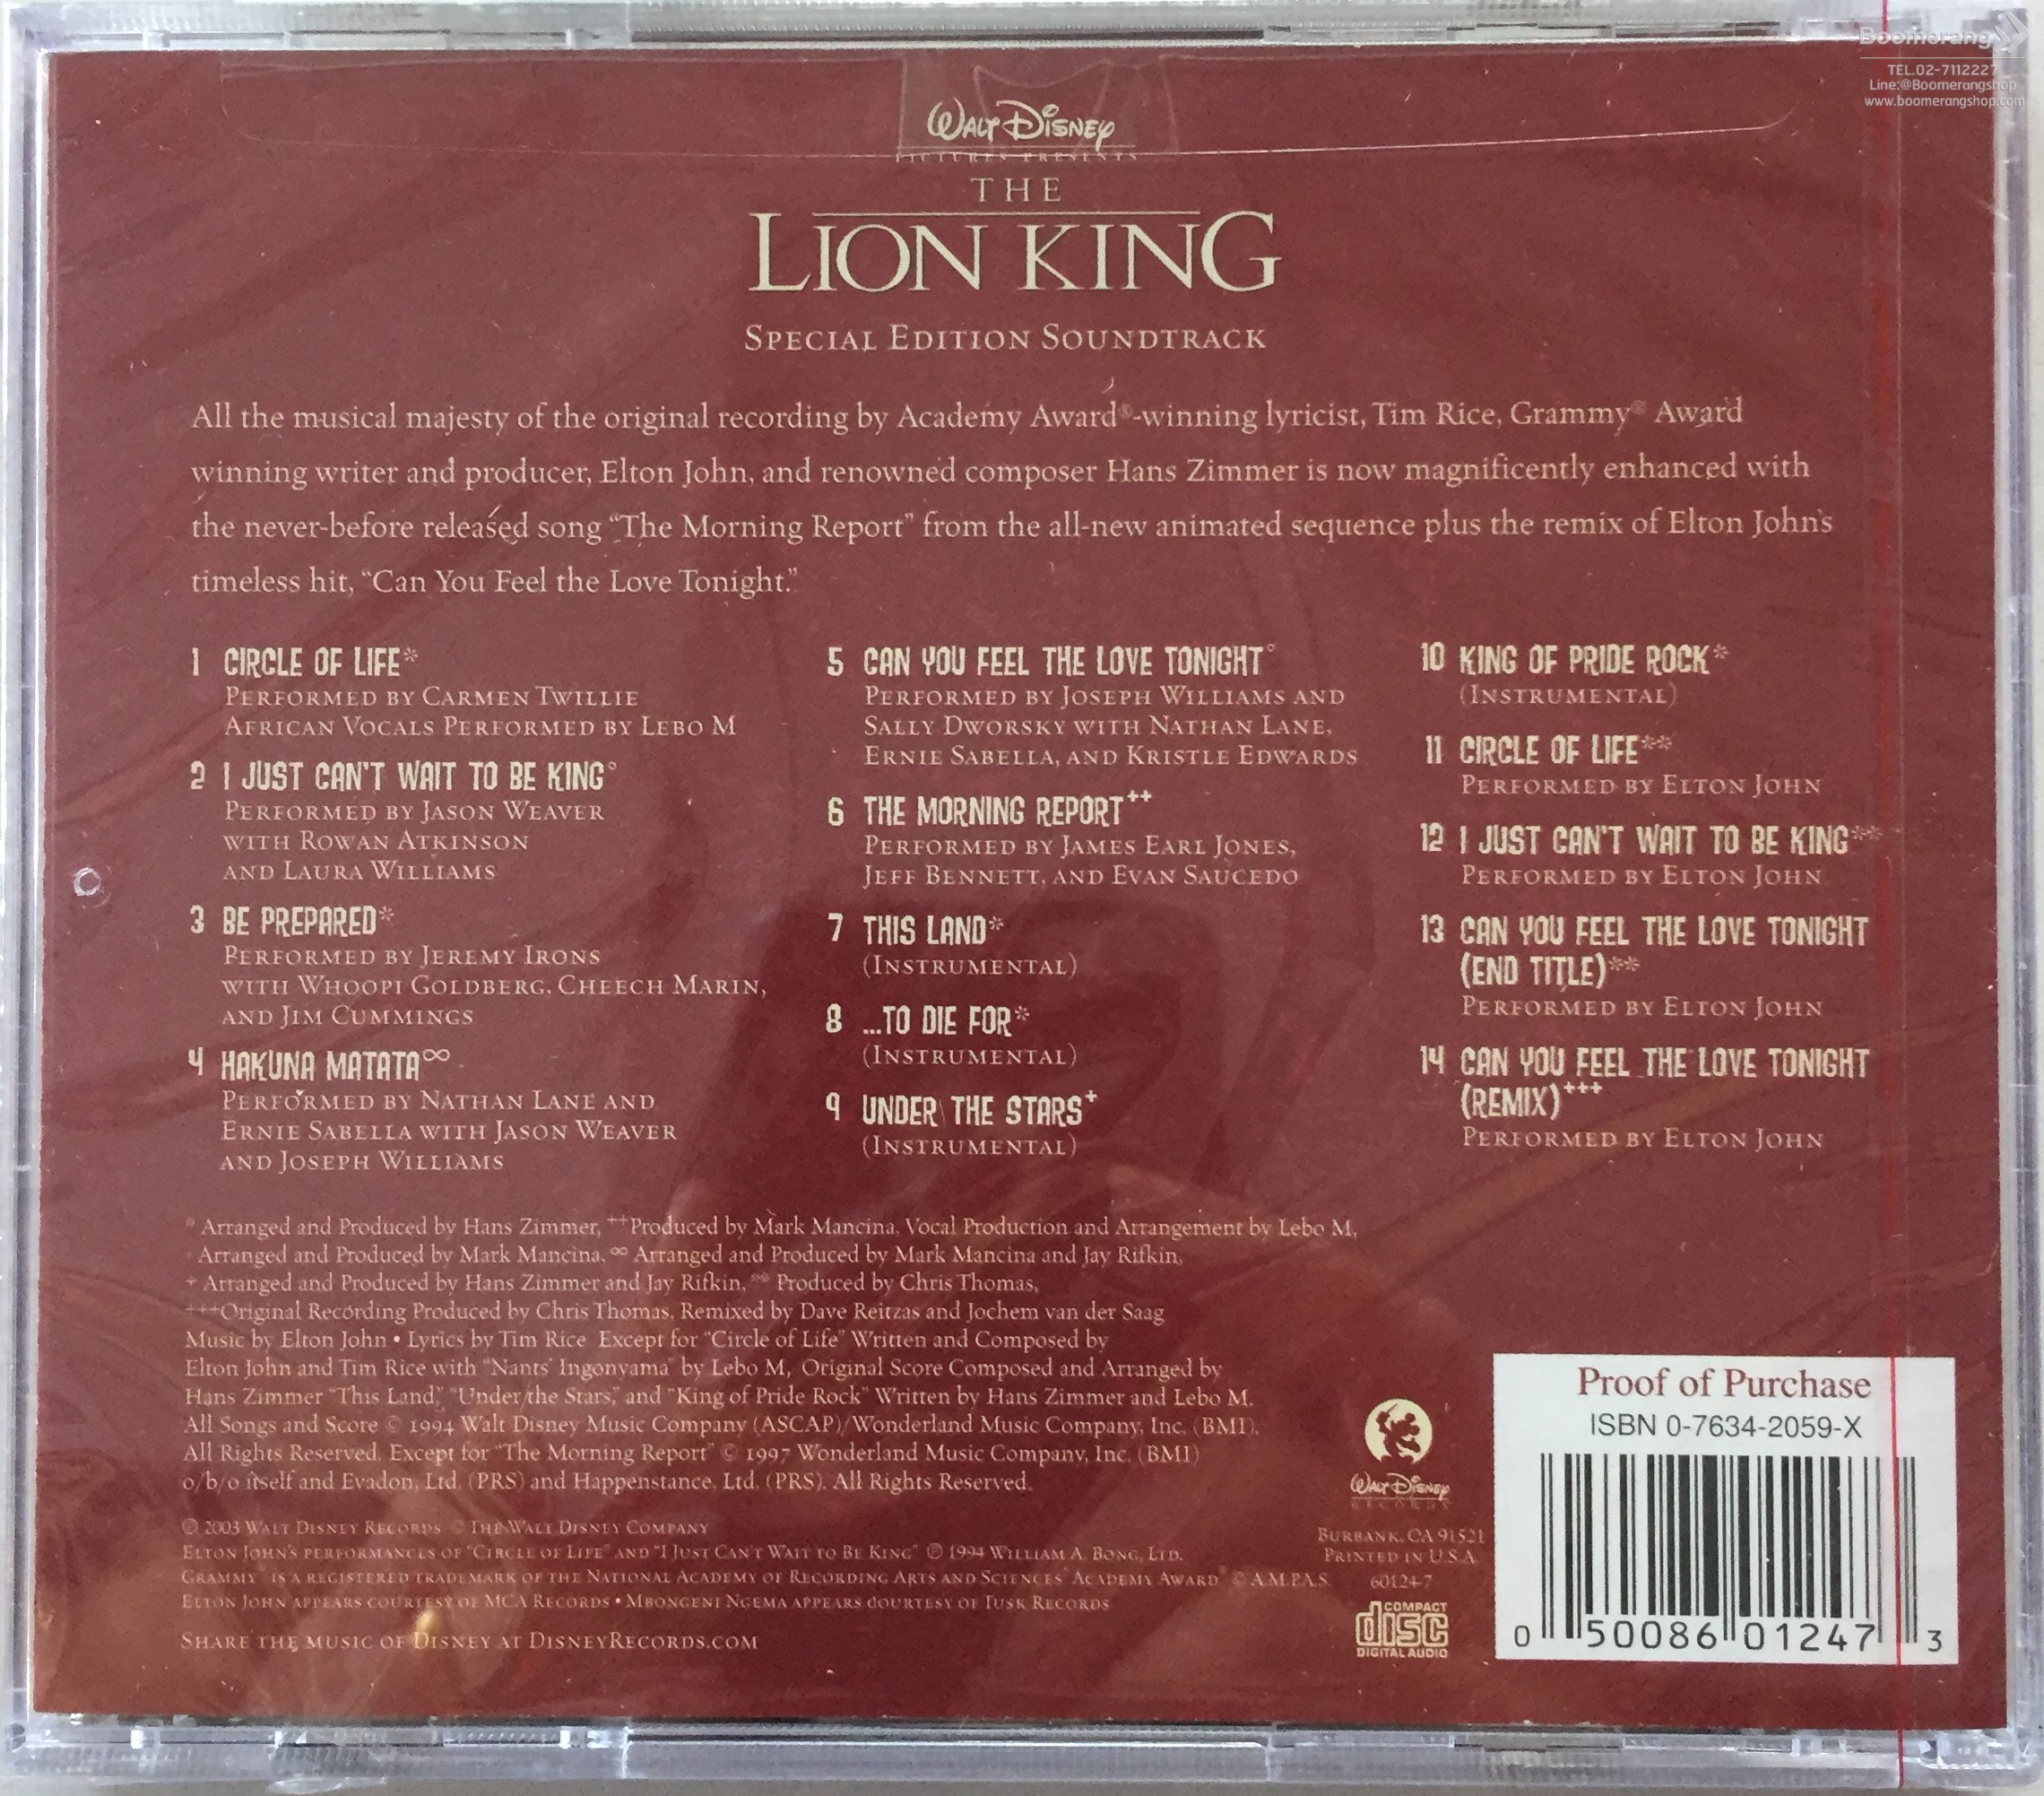 Boomerang
TEL.02-7112227
Line:@Boomerangshop
www.boomerangshop.com
WALT DISNEY
PICTURES PRESENTS
THE
LION KING
SPECIAL EDITION SOUNDTRACK
All the musical majesty of the original recording by Academy Award®-winning lyricist, Tim Rice, Grammy® Award
winning writer and producer, Elton John, and renowned composer Hans Zimmer is now magnificently enhanced with
the never-before released song “The Morning Report” from the all-new animated sequence plus the remix of Elton John's
timeless hit, “Can You Feel the Love Tonight.”
1 CIRCLE OF LIFE*
PERFORMED BY CARMEN TWILLIE
AFRICAN VOCALS PERFORMED BY LEBO M
2 I JUST CAN'T WAIT TO BE KING°
PERFORMED BY JASON WEAVER
WITH ROWAN ATKINSON
AND LAURA WILLIAMS
3 BE PREPARED*
PERFORMED BY JEREMY IRONS
WITH WHOOPI GOLDBERG, CHEECH MARIN,
AND JIM CUMMINGS
4 HAKUNA MATATA∞
PERFORMED BY NATHAN LANE AND
ERNIE SABELLA WITH JASON WEAVER
AND JOSEPH WILLIAMS
5 CAN YOU FEEL THE LOVE TONIGHT°
PERFORMED BY JOSEPH WILLIAMS AND
SALLY DWORSKY WITH NATHAN LANE,
ERNIE SABELLA, AND KRISTLE EDWARDS
6 THE MORNING REPORT++
PERFORMED BY JAMES EARL JONES,
JEFF BENNETT, AND EVAN SAUCEDO
7 THIS LAND*
(INSTRUMENTAL)
8 ...TO DIE FOR*
(INSTRUMENTAL)
9 UNDER THE STARS+
(INSTRUMENTAL)
10 KING OF PRIDE ROCK*
(INSTRUMENTAL)
11 CIRCLE OF LIFE**
PERFORMED BY ELTON JOHN
12 I JUST CAN'T WAIT TO BE KING**
PERFORMED BY ELTON JOHN
13 CAN YOU FEEL THE LOVE TONIGHT
(END TITLE)**
PERFORMED BY ELTON JOHN
14 CAN YOU FEEL THE LOVE TONIGHT
(REMIX)+++
PERFORMED BY ELTON JOHN
* Arranged and Produced by Hans Zimmer, ++Produced by Mark Mancina, Vocal Production and Arrangement by Lebo M,
° Arranged and Produced by Mark Mancina, ∞ Arranged and Produced by Mark Mancina and Jay Rifkin,
+ Arranged and Produced by Hans Zimmer and Jay Rifkin, ** Produced by Chris Thomas,
+++Original Recording Produced by Chris Thomas, Remixed by Dave Reitzas and Jochem van der Saag
Music by Elton John • Lyrics by Tim Rice Except for “Circle of Life” Written and Composed by
Elton John and Tim Rice with “Nants' Ingonyama” by Lebo M, Original Score Composed and Arranged by
Hans Zimmer “This Land,” “Under the Stars,” and “King of Pride Rock” Written by Hans Zimmer and Lebo M.
All Songs and Score © 1994 Walt Disney Music Company (ASCAP)/Wonderland Music Company, Inc. (BMI).
All Rights Reserved. Except for “The Morning Report” © 1997 Wonderland Music Company, Inc. (BMI)
o/b/o itself and Evadon, Ltd. (PRS) and Happenstance, Ltd. (PRS). All Rights Reserved.
℗ 2003 WALT DISNEY RECORDS © THE WALT DISNEY COMPANY
ELTON JOHN'S PERFORMANCES OF “CIRCLE OF LIFE” AND “I JUST CAN'T WAIT TO BE KING” ℗ 1994 WILLIAM A. BONG, LTD.
GRAMMY® IS A REGISTERED TRADEMARK OF THE NATIONAL ACADEMY OF RECORDING ARTS AND SCIENCES ACADEMY AWARD® © A.M.P.A.S.
ELTON JOHN APPEARS COURTESY OF MCA RECORDS • MBONGENI NGEMA APPEARS COURTESY OF TUSK RECORDS
SHARE THE MUSIC OF DISNEY AT DISNEYRECORDS.COM
WALT DISNEY
RECORDS
BURBANK, CA 91521
PRINTED IN U.S.A.
60124-7
COMPACT
disc
DIGITAL AUDIO
Proof of Purchase
ISBN 0-7634-2059-X
0 50086 01247 3